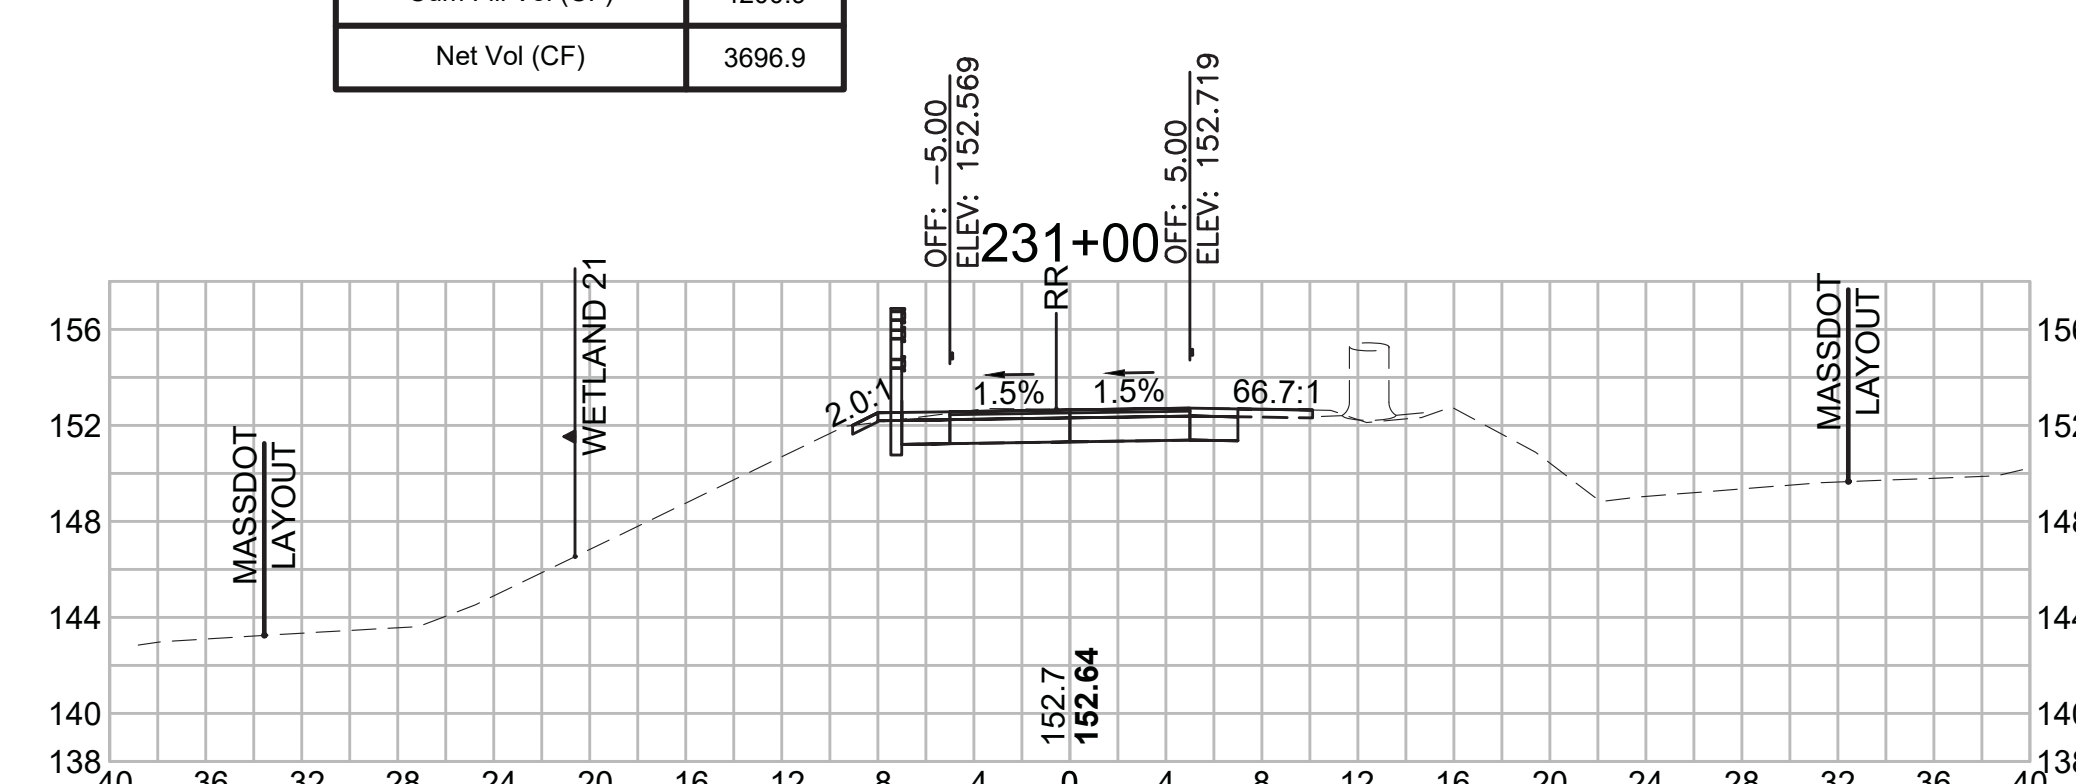 Net Vol (CF) 3696.9
OFF: −5.00
ELEV: 152.569
OFF: 5.00
ELEV: 152.719
231+00
RR
WETLAND 21
MASSDOT
LAYOUT
MASSDOT
LAYOUT
2.0:1
1.5%
1.5%
66.7:1
156
152
148
144
140
138
152.7
152.64
40 36 32 28 24 20 16 12 8 4 0 4 8 12 16 20 24 28 32 36 40